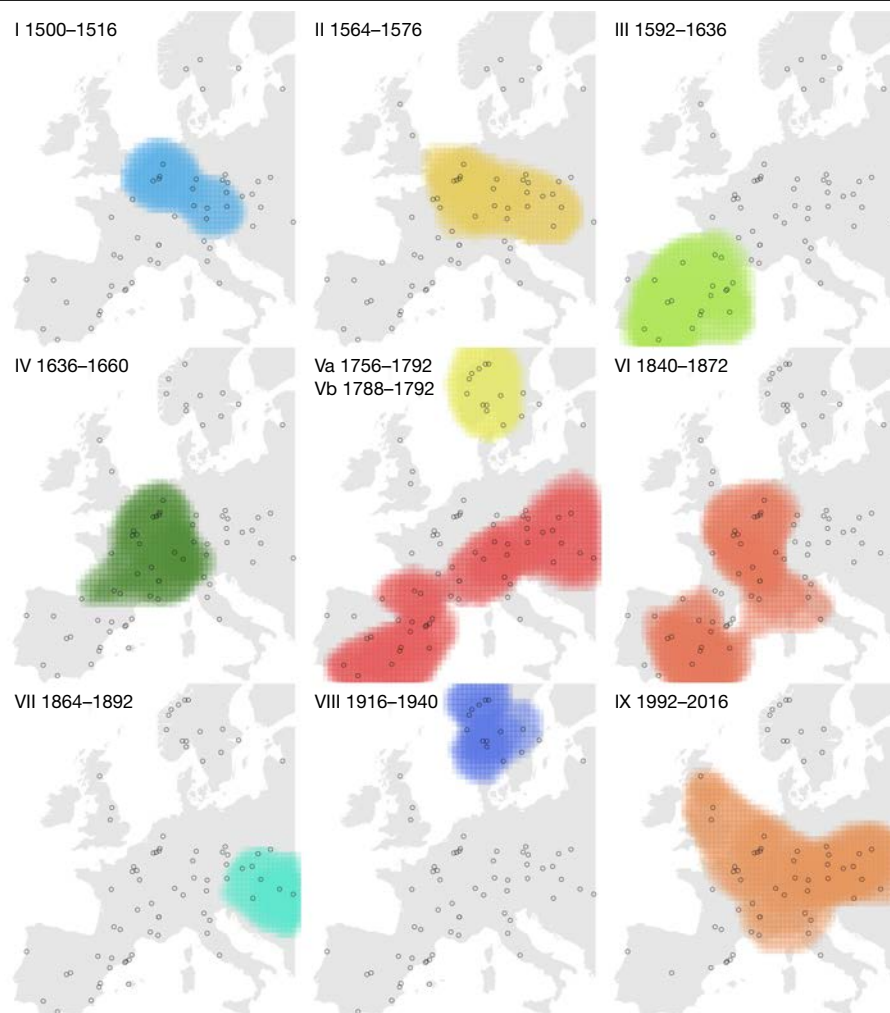 I 1500–1516
II 1564–1576
III 1592–1636
IV 1636–1660
Va 1756–1792
Vb 1788–1792
VI 1840–1872
VII 1864–1892
VIII 1916–1940
IX 1992–2016